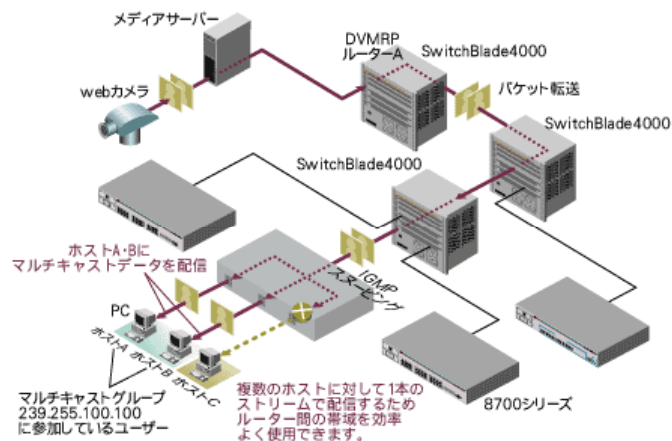 メディアサーバー
DVMRP
ルーターA
SwitchBlade4000
webカメラ
パケット転送
SwitchBlade4000
SwitchBlade4000
ホストA・Bに
マルチキャストデータを配信
IGMP
スヌーピング
PC
ホストA
ホストB
ホストC
マルチキャストグループ
239.255.100.100
に参加しているユーザー
複数のホストに対して1本の
ストリームで配信するため
ルーター間の帯域を効率
よく使用できます。
8700シリーズ